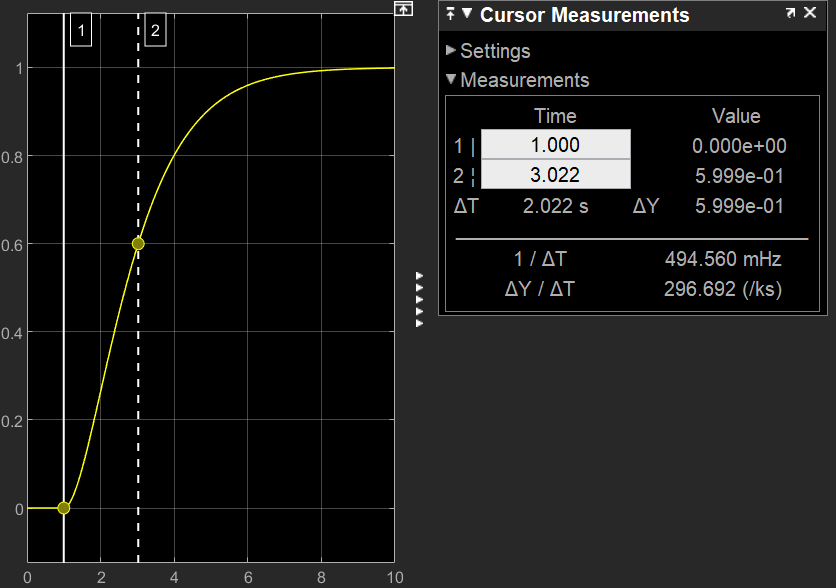 1 2
1
0.8
0.6
0.4
0.2
0
0 2 4 6 8 10
Cursor Measurements
Settings
Measurements
Time Value
1 | 1.000 0.000e+00
2 ¦ 3.022 5.999e-01
ΔT 2.022 s ΔY 5.999e-01
1 / ΔT 494.560 mHz
ΔY / ΔT 296.692 (/ks)